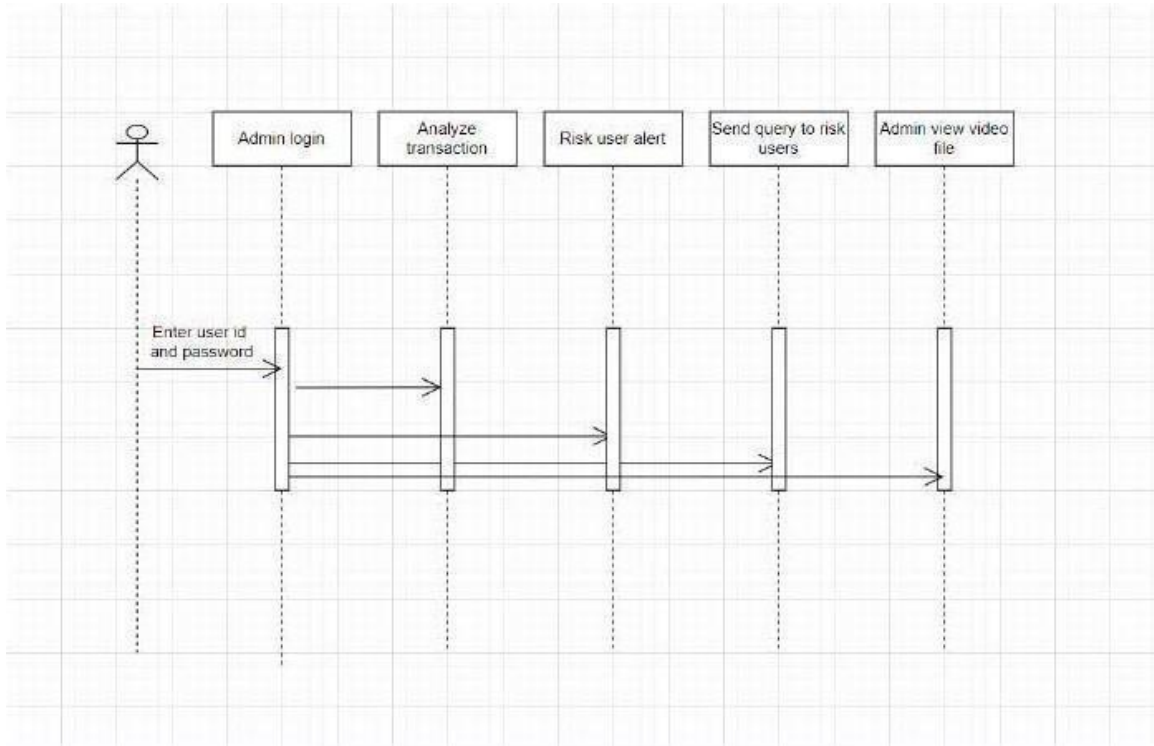 Admin login
Analyze
transaction
Risk user alert
Send query to risk
users
Admin view video
file
Enter user id
and password